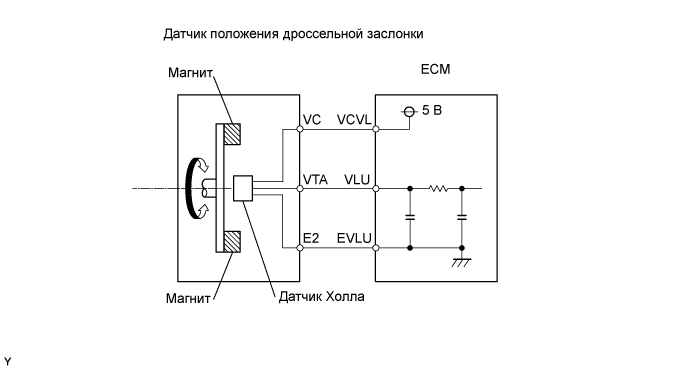 Датчик положения дроссельной заслонки
Магнит
ECM
VC
VCVL
5 В
VTA
VLU
E2
EVLU
Магнит
Датчик Холла
Y